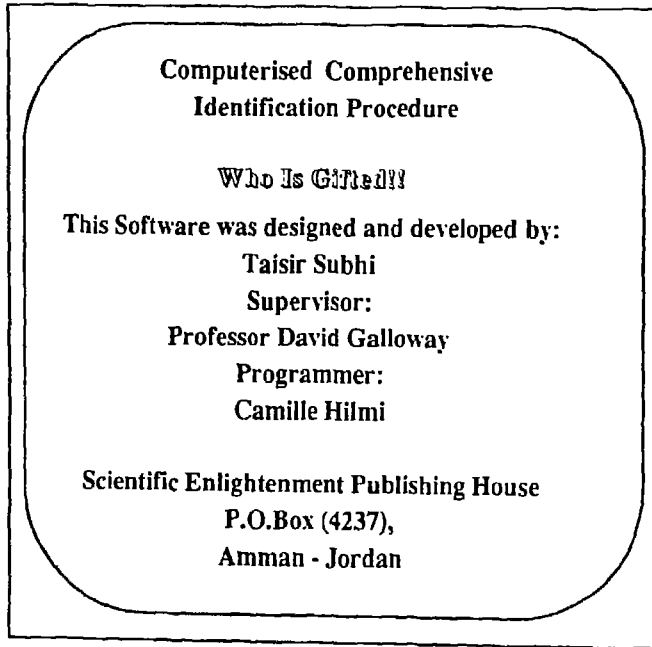 Computerised Comprehensive
Identification Procedure
Who Is Gifted!!
This Software was designed and developed by:
Taisir Subhi
Supervisor:
Professor David Galloway
Programmer:
Camille Hilmi
Scientific Enlightenment Publishing House
P.O.Box (4237),
Amman - Jordan